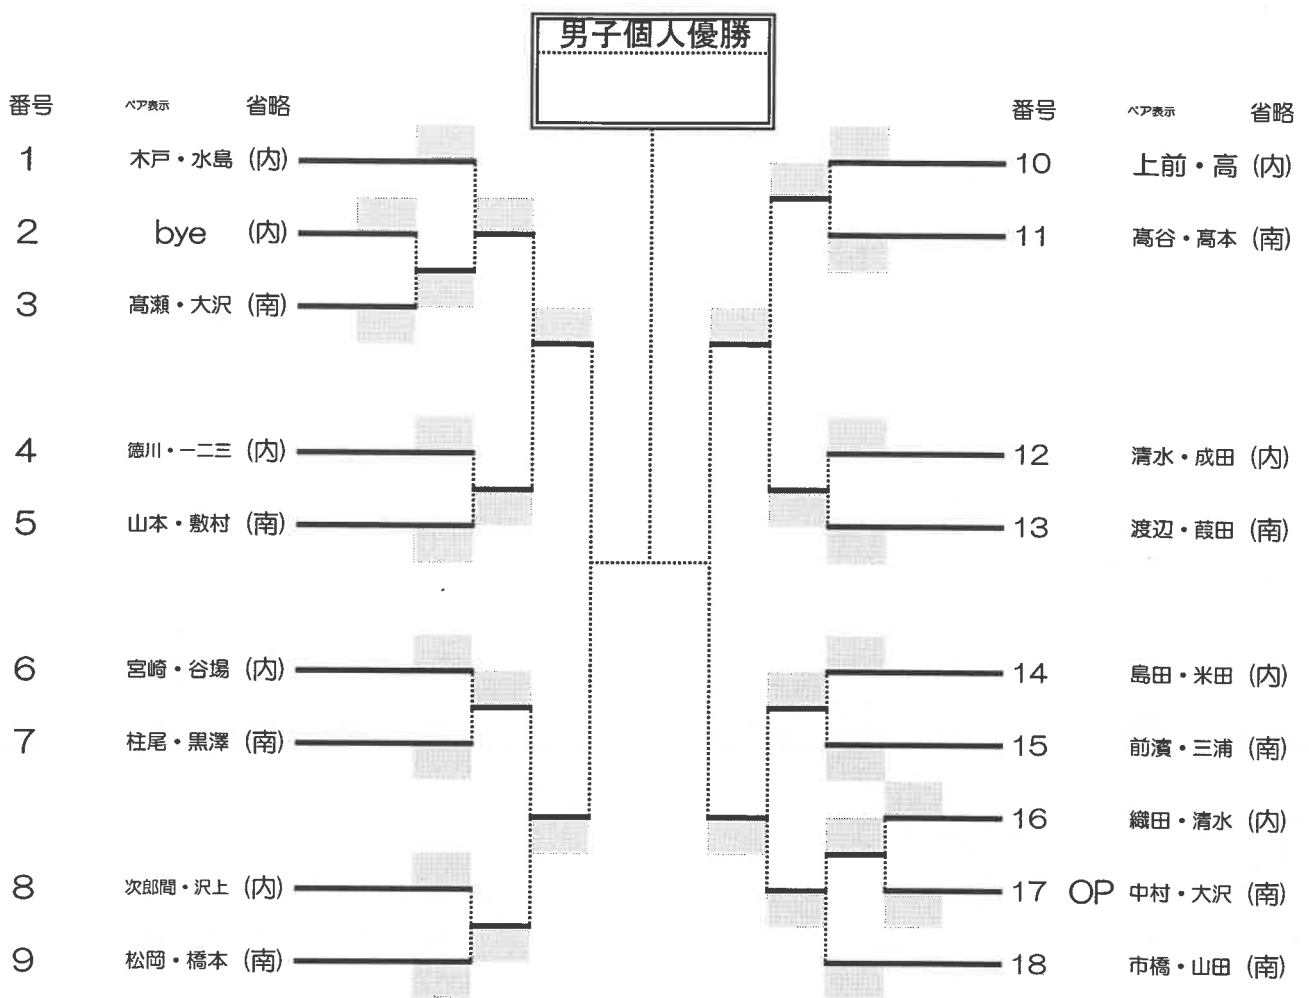 男子個人優勝
番号 ペア表示 省略
1 木戸・水島 (内)
2 bye (内)
3 髙瀬・大沢 (南)
4 德川・一二三 (内)
5 山本・敷村 (南)
6 宮崎・谷場 (内)
7 柱尾・黒澤 (南)
8 次郎間・沢上 (内)
9 松岡・橋本 (南)
番号 ペア表示 省略
10 上前・高 (内)
11 髙谷・髙本 (南)
12 清水・成田 (内)
13 渡辺・葭田 (南)
14 島田・米田 (内)
15 前濱・三浦 (南)
16 織田・清水 (内)
17 OP 中村・大沢 (南)
18 市橋・山田 (南)